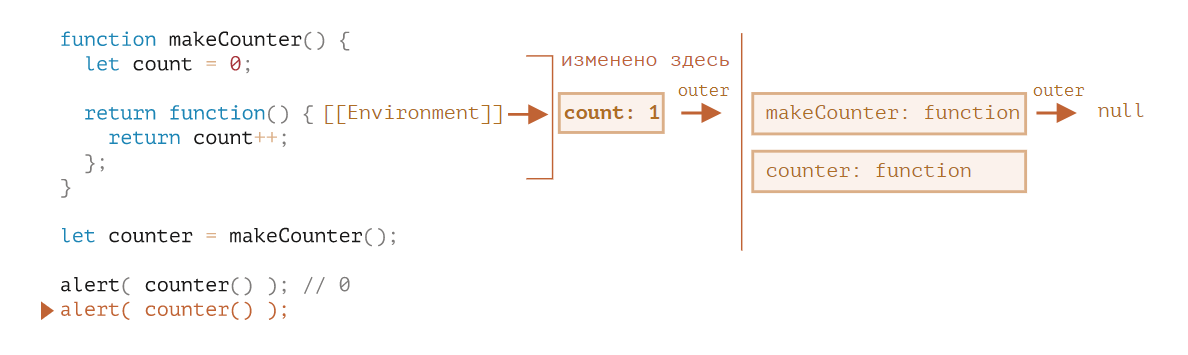 function makeCounter() {
изменено здесь
let count = 0;
outer
outer
return function() { [[Environment]]
count: 1
makeCounter: function
null
return count++;
};
counter: function
}
let counter = makeCounter();
alert( counter() ); // 0
alert( counter() );